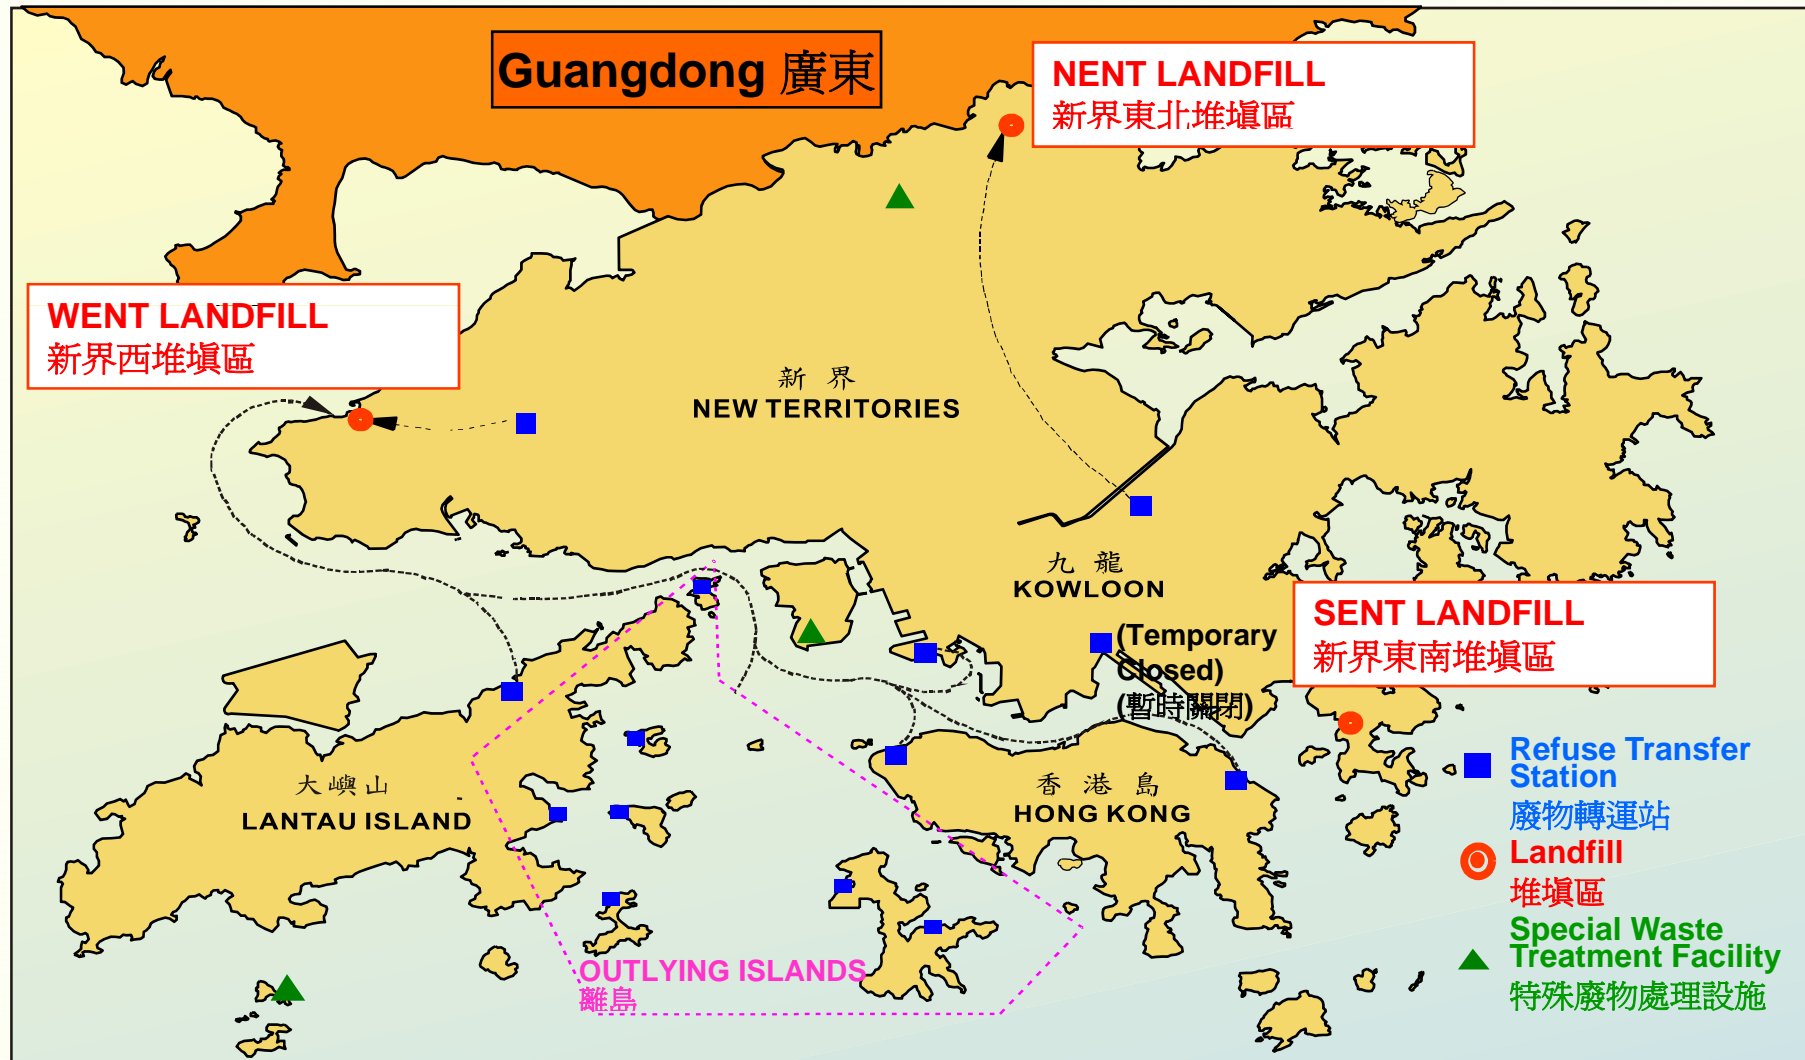 Guangdong 廣東
NENT LANDFILL
新界東北堆填區
WENT LANDFILL
新界西堆填區
新界
NEW TERRITORIES
九龍
KOWLOON
SENT LANDFILL
新界東南堆填區
(Temporary
Closed)
(暫時關閉)
大嶼山
LANTAU ISLAND
香港島
HONG KONG
OUTLYING ISLANDS
離島
Refuse Transfer
Station
廢物轉運站
Landfill
堆填區
Special Waste
Treatment Facility
特殊廢物處理設施